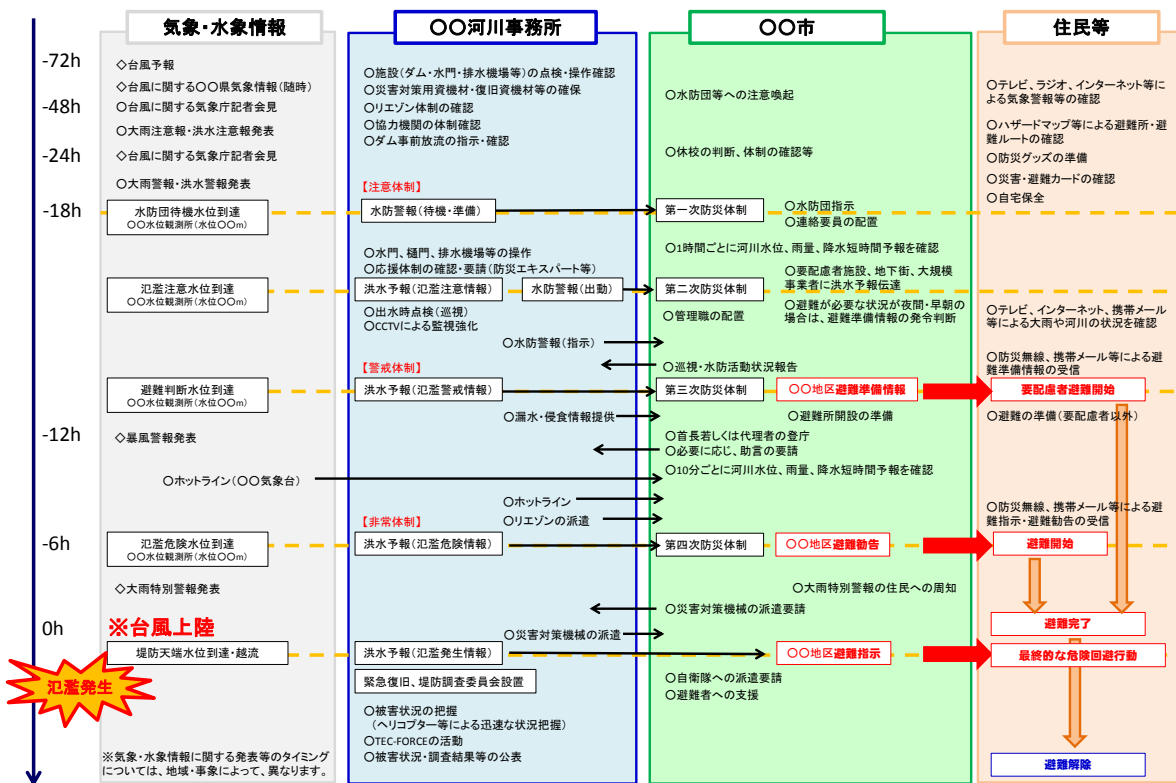 気象・水象情報
○○河川事務所
○○市
住民等
-72h
-48h
-24h
-18h
-12h
-6h
0h
氾濫発生
◇台風予報
◇台風に関する○○県気象情報(随時)
○台風に関する気象庁記者会見
○大雨注意報・洪水注意報発表
◇台風に関する気象庁記者会見
○大雨警報・洪水警報発表
水防団待機水位到達
○○水位観測所(水位○○m)
氾濫注意水位到達
○○水位観測所(水位○○m)
避難判断水位到達
○○水位観測所(水位○○m)
◇暴風警報発表
○ホットライン(○○気象台)
氾濫危険水位到達
○○水位観測所(水位○○m)
◇大雨特別警報発表
※台風上陸
堤防天端水位到達・越流
※気象・水象情報に関する発表等のタイミング
については、地域・事象によって、異なります。
○施設(ダム・水門・排水機場等)の点検・操作確認
○災害対策用資機材・復旧資機材等の確保
○リエゾン体制の確認
○協力機関の体制確認
○ダム事前放流の指示・確認
【注意体制】
水防警報(待機・準備)
○水門、樋門、排水機場等の操作
○応援体制の確認・要請(防災エキスパート等)
洪水予報(氾濫注意情報)
水防警報(出動)
○出水時点検(巡視)
○CCTVによる監視強化
○水防警報(指示)
【警戒体制】
洪水予報(氾濫警戒情報)
○漏水・侵食情報提供
○ホットライン
○リエゾンの派遣
【非常体制】
洪水予報(氾濫危険情報)
○災害対策機械の派遣
洪水予報(氾濫発生情報)
緊急復旧、堤防調査委員会設置
○被害状況の把握
(ヘリコプター等による迅速な状況把握)
○TEC-FORCEの活動
○被害状況・調査結果等の公表
○水防団等への注意喚起
○休校の判断、体制の確認等
第一次防災体制
○水防団指示
○連絡要員の配置
○1時間ごとに河川水位、雨量、降水短時間予報を確認
第二次防災体制
○要配慮者施設、地下街、大規模
事業者に洪水予報伝達
○管理職の配置
○避難が必要な状況が夜間・早朝の
場合は、避難準備情報の発令判断
○巡視・水防活動状況報告
第三次防災体制
○○地区避難準備情報
○避難所開設の準備
○首長若しくは代理者の登庁
○必要に応じ、助言の要請
○10分ごとに河川水位、雨量、降水短時間予報を確認
第四次防災体制
○○地区避難勧告
○大雨特別警報の住民への周知
○災害対策機械の派遣要請
○○地区避難指示
○自衛隊への派遣要請
○避難者への支援
○テレビ、ラジオ、インターネット等に
よる気象警報等の確認
○ハザードマップ等による避難所・避
難ルートの確認
○防災グッズの準備
○災害・避難カードの確認
○自宅保全
○テレビ、インターネット、携帯メール
等による大雨や河川の状況を確認
○防災無線、携帯メール等による避
難準備情報の受信
要配慮者避難開始
○避難の準備(要配慮者以外)
○防災無線、携帯メール等による避
難指示・避難勧告の受信
避難開始
避難完了
最終的な危険回避行動
避難解除